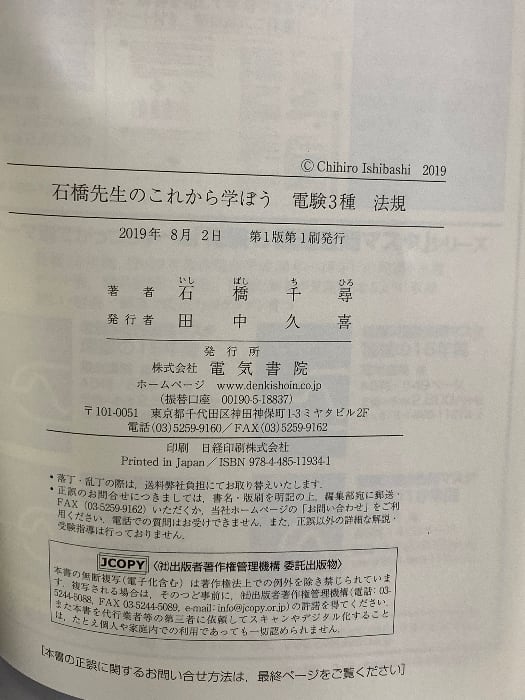 © Chihiro Ishibashi 2019
石橋先生のこれから学ぼう 電験3種 法規
2019年 8月 2日 第1版第1刷発行
いし ばし ち ひろ
著者 石橋千尋
発行者 田中久喜
発行所
株式会社 電気書院
ホームページ www.denkishoin.co.jp
(振替口座 00190-5-18837)
〒101-0051 東京都千代田区神田神保町1-3ミヤタビル2F
電話(03)5259-9160/FAX(03)5259-9162
印刷 日経印刷株式会社
Printed in Japan/ISBN 978-4-485-11934-1
• 落丁・乱丁の際は,送料弊社負担にてお取り替えいたします.
• 正誤のお問合せにつきましては,書名・版刷を明記の上,編集部宛に郵送・
FAX (03-5259-9162) いただくか,当社ホームページの「お問い合わせ」をご利
用ください.電話での質問はお受けできません.また,正誤以外の詳細な解説・
受験指導は行っておりません.
JCOPY 〈㈳出版者著作権管理機構 委託出版物〉
本書の無断複写(電子化含む)は著作権法上での例外を除き禁じられていま
す.複写される場合は,そのつど事前に,㈳出版者著作権管理機構(電話:03-
5244-5088, FAX 03-5244-5089, e-mail: info@jcopy.or.jp)の許諾を得てください.
また本書を代行業者等の第三者に依頼してスキャンやデジタル化すること
は,たとえ個人や家庭内での利用であっても一切認められません.
[本書の正誤に関するお問い合せ方法は,最終ページをご覧ください]